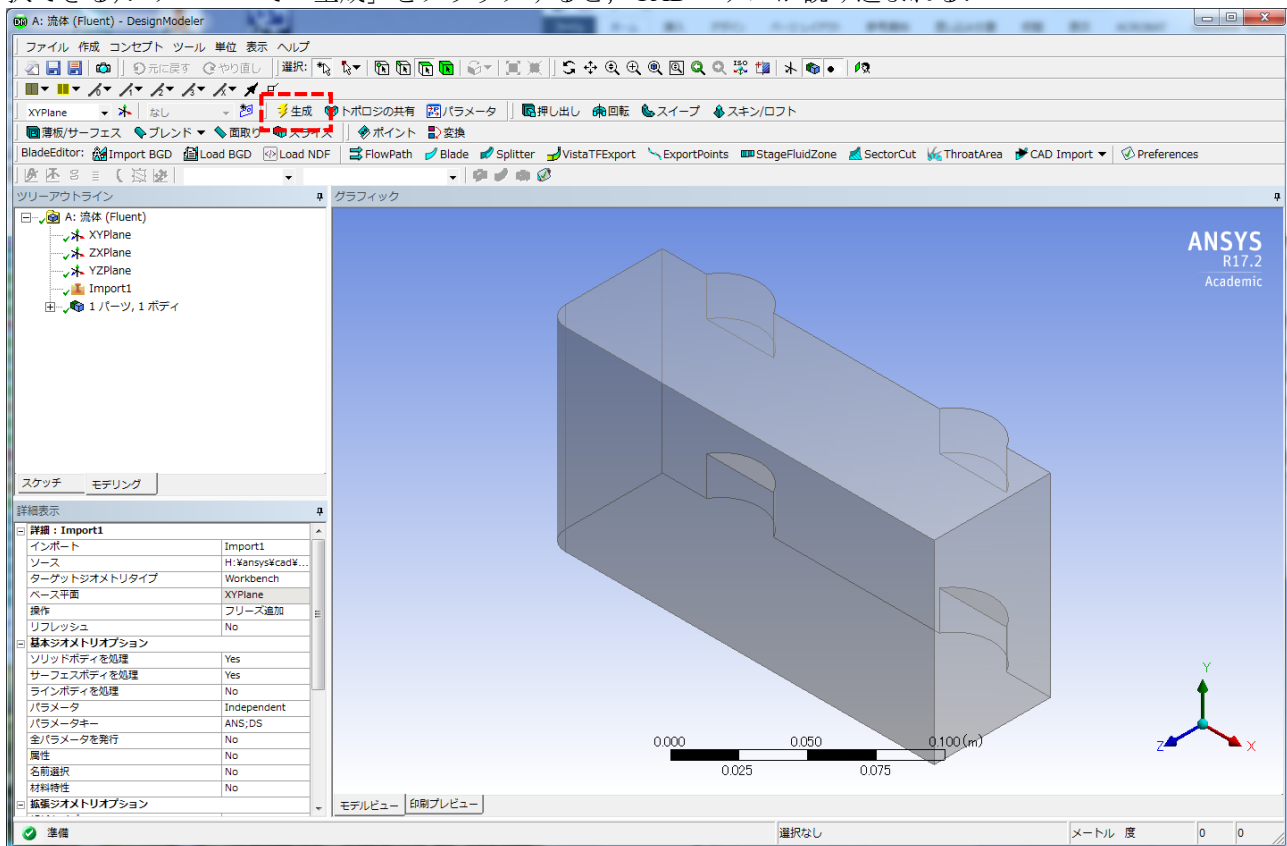 A: 流体 (Fluent) - DesignModeler
ファイル 作成 コンセプト ツール 単位 表示 ヘルプ
元に戻す やり直し 選択:
XYPlane なし 生成 トポロジの共有 パラメータ 押し出し 回転 スイープ スキン/ロフト
薄板/サーフェス ブレンド 面取り スライス ポイント 変換
BladeEditor: Import BGD Load BGD Load NDF FlowPath Blade Splitter VistaTFExport ExportPoints StageFluidZone SectorCut ThroatArea CAD Import Preferences
ツリーアウトライン
A: 流体 (Fluent)
XYPlane
ZXPlane
YZPlane
Import1
1 パーツ, 1 ボディ
スケッチ モデリング
詳細表示
詳細 : Import1
インポート Import1
ソース H:¥ansys¥cad¥...
ターゲットジオメトリタイプ Workbench
ベース平面 XYPlane
操作 フリーズ追加
リフレッシュ No
基本ジオメトリオプション
ソリッドボディを処理 Yes
サーフェスボディを処理 Yes
ラインボディを処理 No
パラメータ Independent
パラメータキー ANS;DS
全パラメータを発行 No
属性 No
名前選択 No
材料特性 No
拡張ジオメトリオプション
グラフィック
ANSYS
R17.2
Academic
Y
Z
X
0.000 0.050 0.100 (m)
0.025 0.075
モデルビュー 印刷プレビュー
準備 選択なし メートル 度 0 0